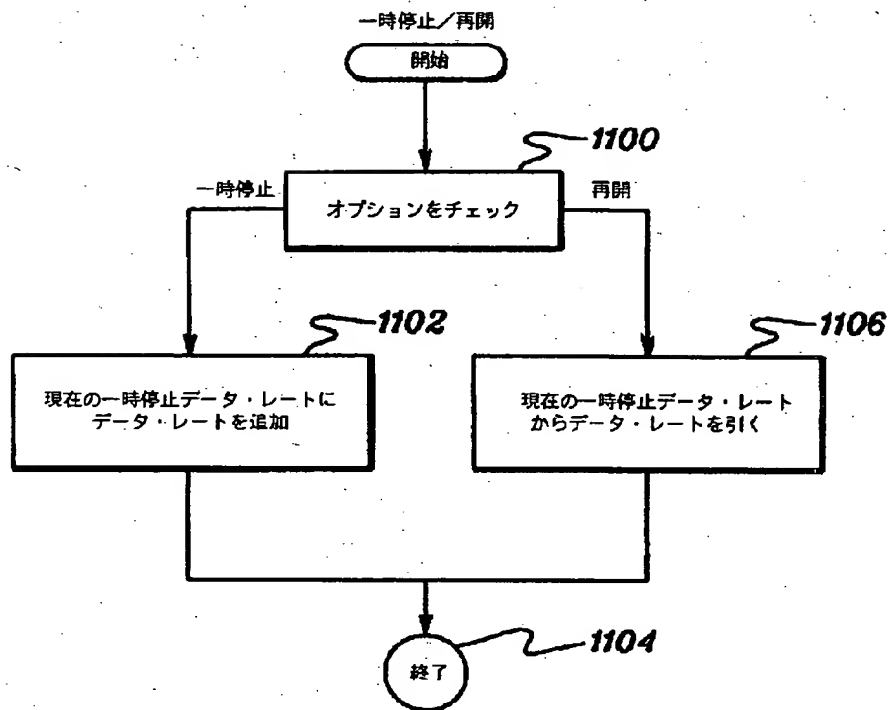 一時停止／再開
開始
1100
一時停止
オプションをチェック
再開
1102
1106
現在の一時停止データ・レートに
データ・レートを追加
現在の一時停止データ・レート
からデータ・レートを引く
1104
終了